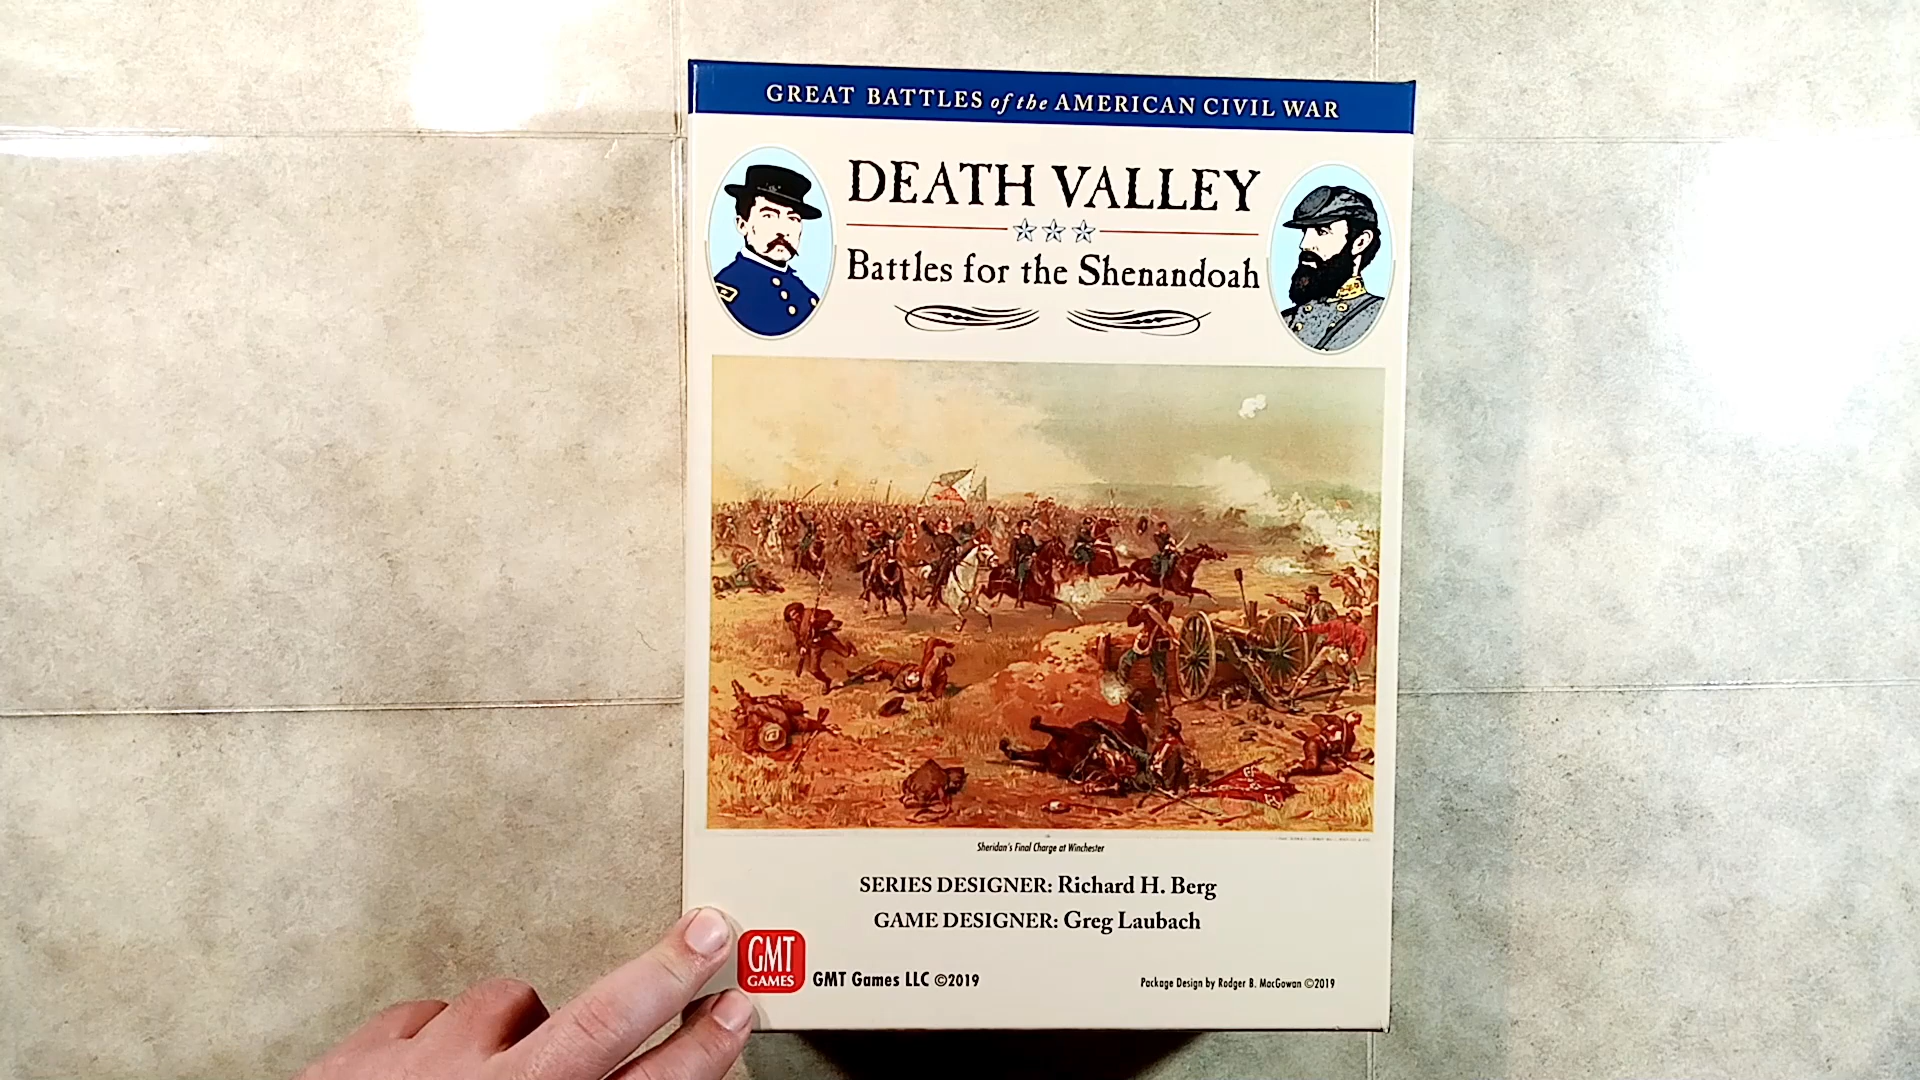 GREAT BATTLES of the AMERICAN CIVIL WAR
DEATH VALLEY
Battles for the Shenandoah
Sheridan's Final Charge at Winchester
SERIES DESIGNER: Richard H. Berg
GAME DESIGNER: Greg Laubach
GMT
GAMES
GMT Games LLC ©2019
Package Design by Rodger B. MacGowan ©2019